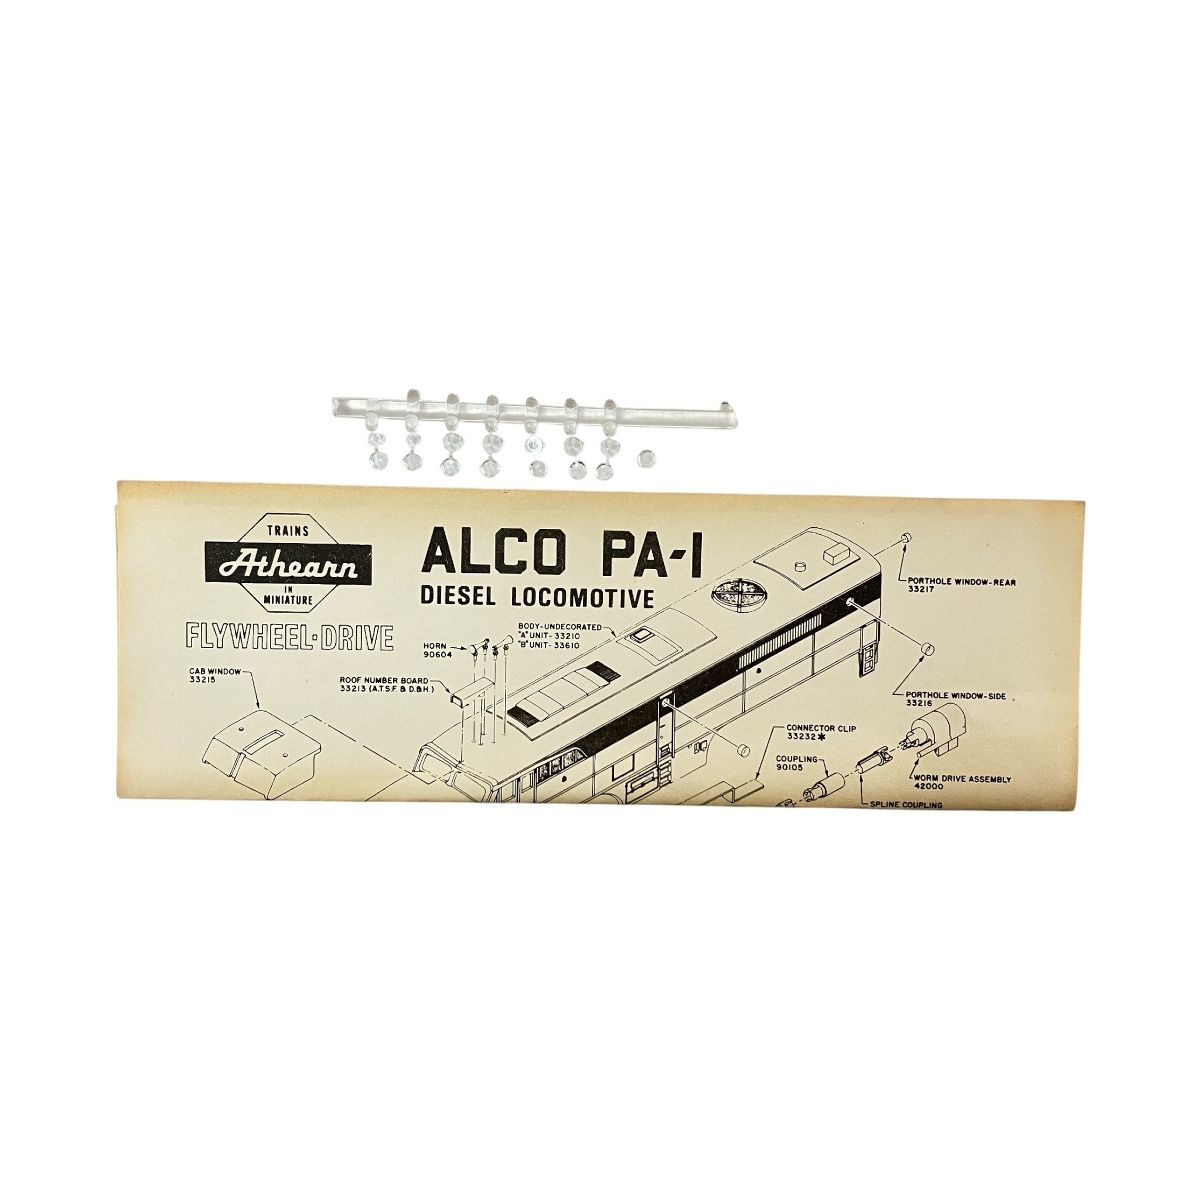 TRAINS
Athearn
IN
MINIATURE
FLYWHEEL-DRIVE
ALCO PA-1
DIESEL LOCOMOTIVE
BODY-UNDECORATED
"A" UNIT-33210
"B" UNIT-33610
HORN
90604
CAB WINDOW
33215
ROOF NUMBER BOARD
33213 (A.T.S.F. & D.&H.)
PORTHOLE WINDOW-REAR
33217
PORTHOLE WINDOW-SIDE
33216
CONNECTOR CLIP
33232*
COUPLING
90105
WORM DRIVE ASSEMBLY
42000
SPLINE COUPLING